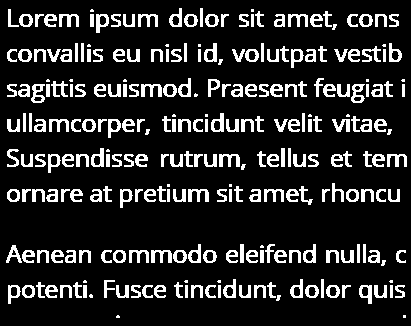 Lorem ipsum dolor sit amet, cons
convallis eu nisl id, volutpat vestib
sagittis euismod. Praesent feugiat i
ullamcorper, tincidunt velit vitae,
Suspendisse rutrum, tellus et tem
ornare at pretium sit amet, rhoncu
Aenean commodo eleifend nulla, c
potenti. Fusce tincidunt, dolor quis